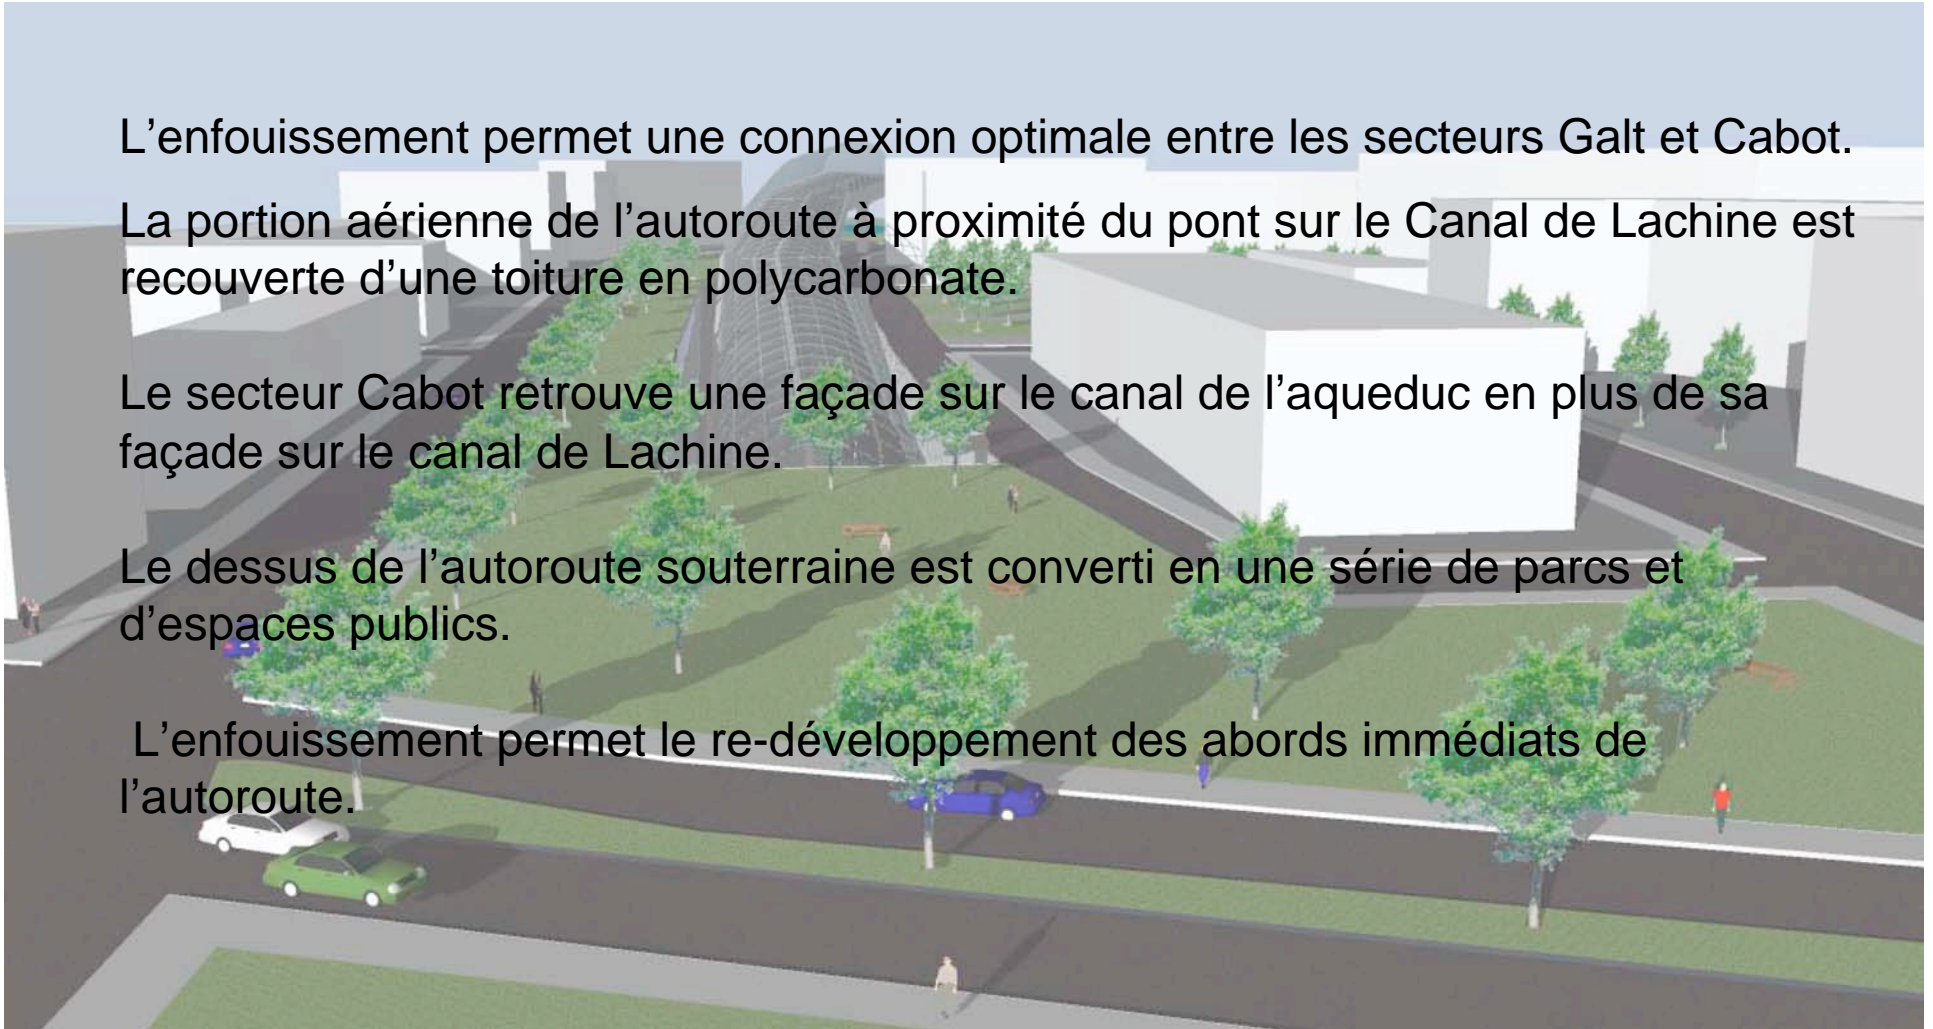 L’enfouissement permet une connexion optimale entre les secteurs Galt et Cabot.
La portion aérienne de l’autoroute à proximité du pont sur le Canal de Lachine est
recouverte d’une toiture en polycarbonate.
Le secteur Cabot retrouve une façade sur le canal de l’aqueduc en plus de sa
façade sur le canal de Lachine.
Le dessus de l’autoroute souterraine est converti en une série de parcs et
d’espaces publics.
L’enfouissement permet le re-développement des abords immédiats de
l’autoroute.